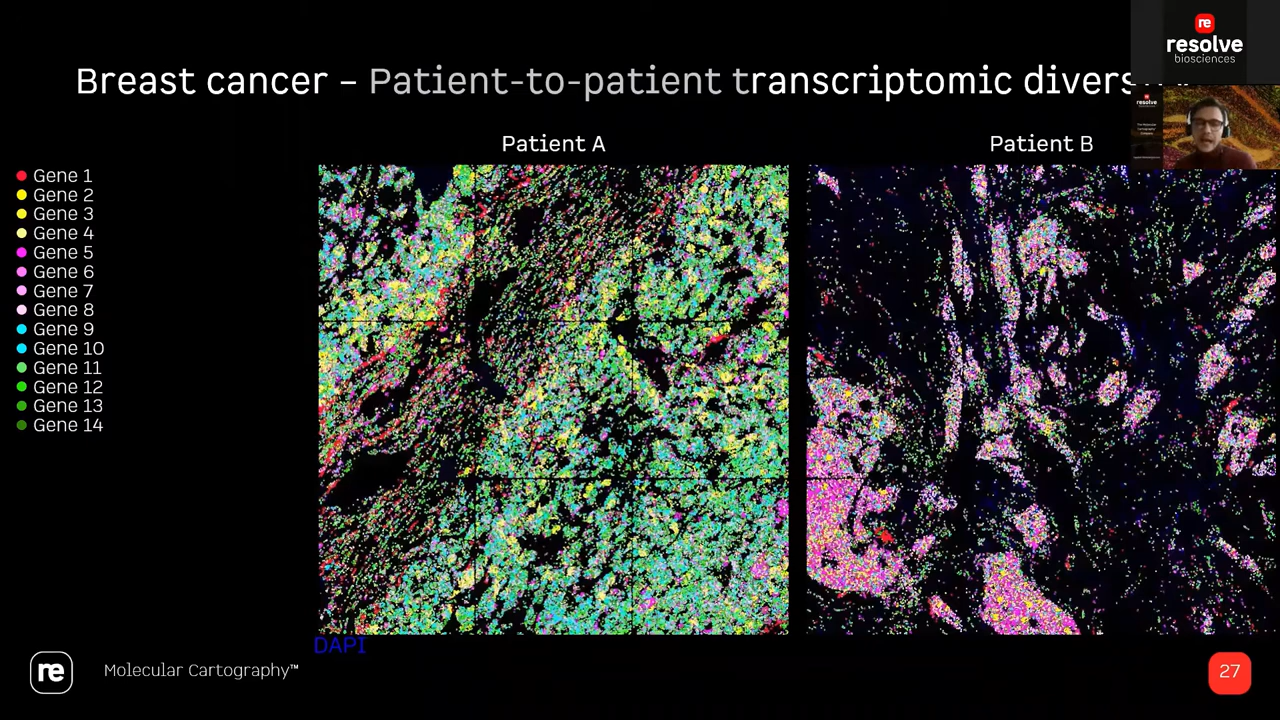 re
resolve
biosciences
Breast cancer – Patient-to-patient transcriptomic
resolve
Patient A
Patient B
Gene 1
Gene 2
Gene 3
Gene 4
Gene 5
Gene 6
Gene 7
Gene 8
Gene 9
Gene 10
Gene 11
Gene 12
Gene 13
Gene 14
DAPI
re
Molecular Cartography™
27